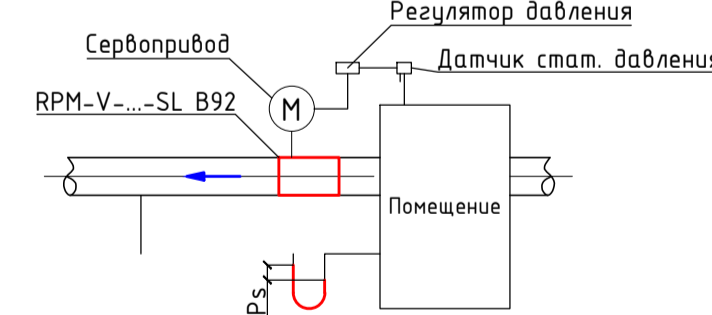 Регулятор давления
Сервопривод
Датчик стат. давления
RPM-V-...-SL B92
M
Помещение
Ps